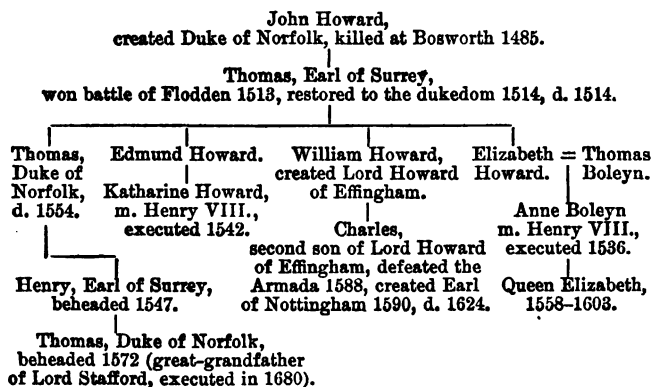 John Howard,
created Duke of Norfolk, killed at Bosworth 1485.
Thomas, Earl of Surrey,
won battle of Flodden 1513, restored to the dukedom 1514, d. 1514.
Thomas,
Duke of
Norfolk,
d. 1554.
Edmund Howard.
Katharine Howard,
m. Henry VIII.,
executed 1542.
William Howard,
created Lord Howard
of Effingham.
Charles,
second son of Lord Howard
of Effingham, defeated the
Armada 1588, created Earl
of Nottingham 1590, d. 1624.
Elizabeth = Thomas
Howard. Boleyn.
Anne Boleyn
m. Henry VIII.,
executed 1536.
Queen Elizabeth,
1558–1603.
Henry, Earl of Surrey,
beheaded 1547.
Thomas, Duke of Norfolk,
beheaded 1572 (great-grandfather
of Lord Stafford, executed in 1680).